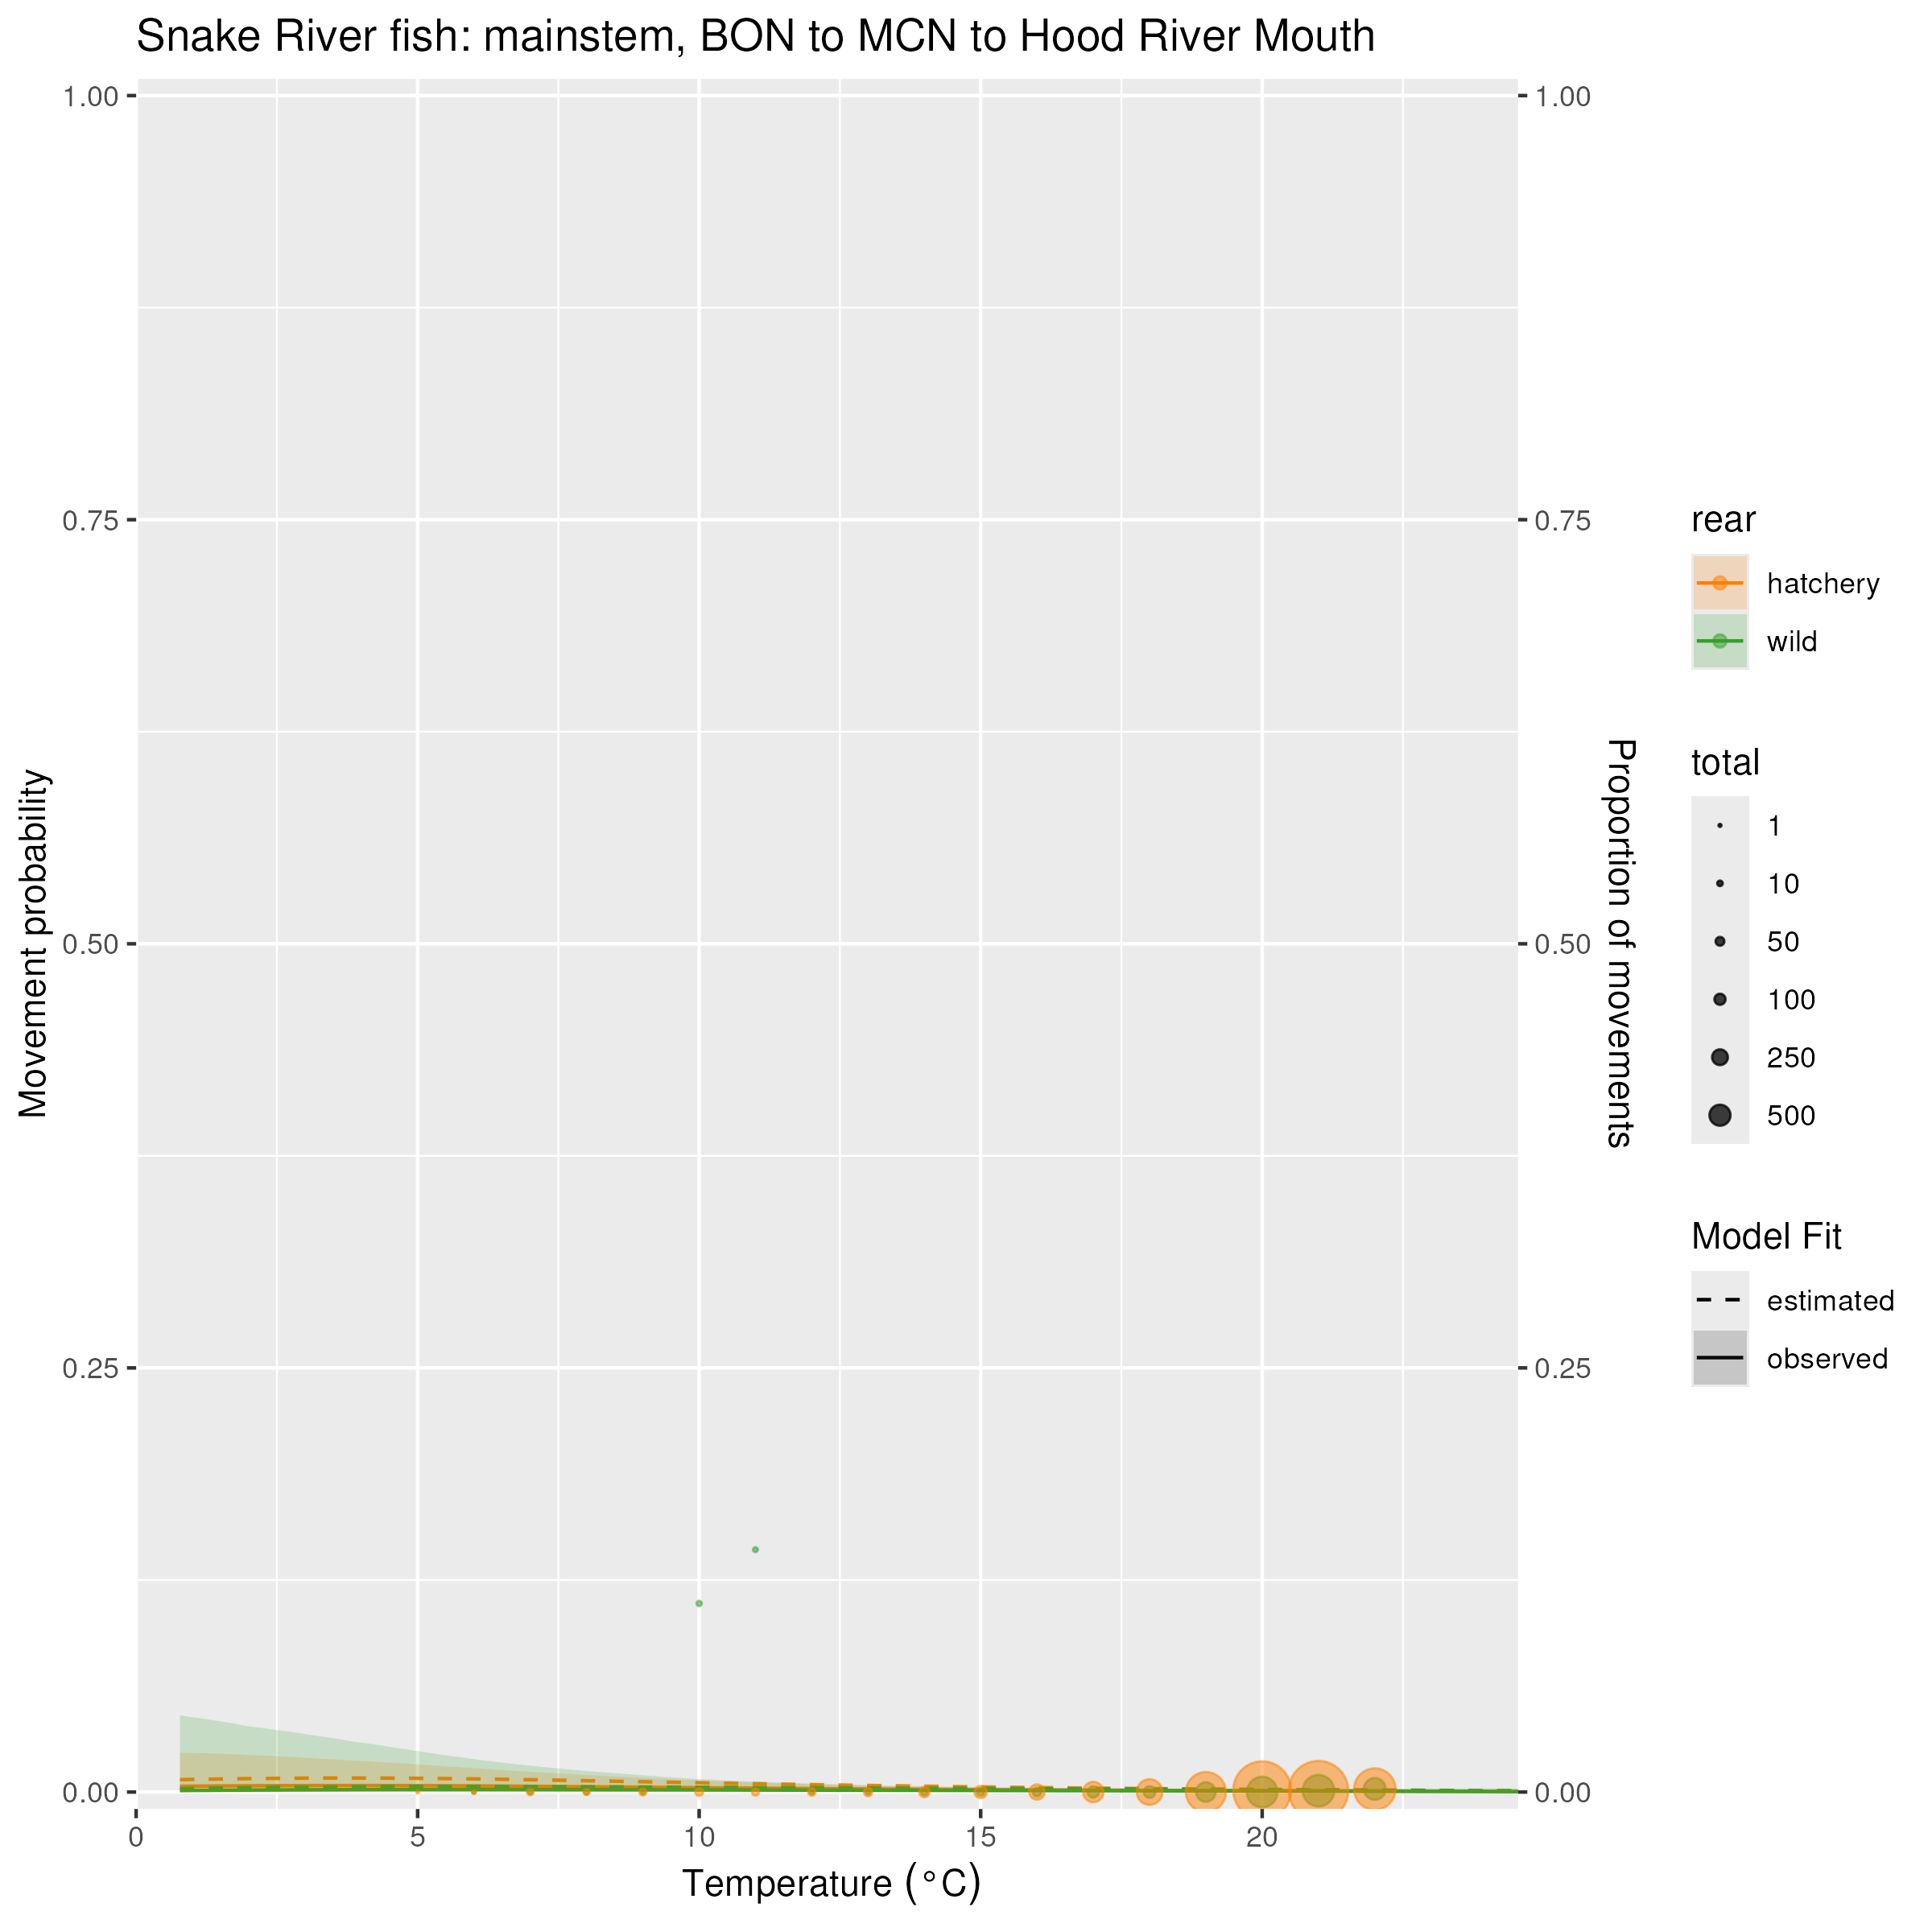 Snake River fish: mainstem, BON to MCN to Hood River Mouth
1.00
0.75
0.50
0.25
0.00
Movement probability
0
5
10
15
20
Temperature (°C)
1.00
0.75
0.50
0.25
0.00
Proportion of movements
rear
hatchery
wild
total
1
10
50
100
250
500
Model Fit
estimated
observed